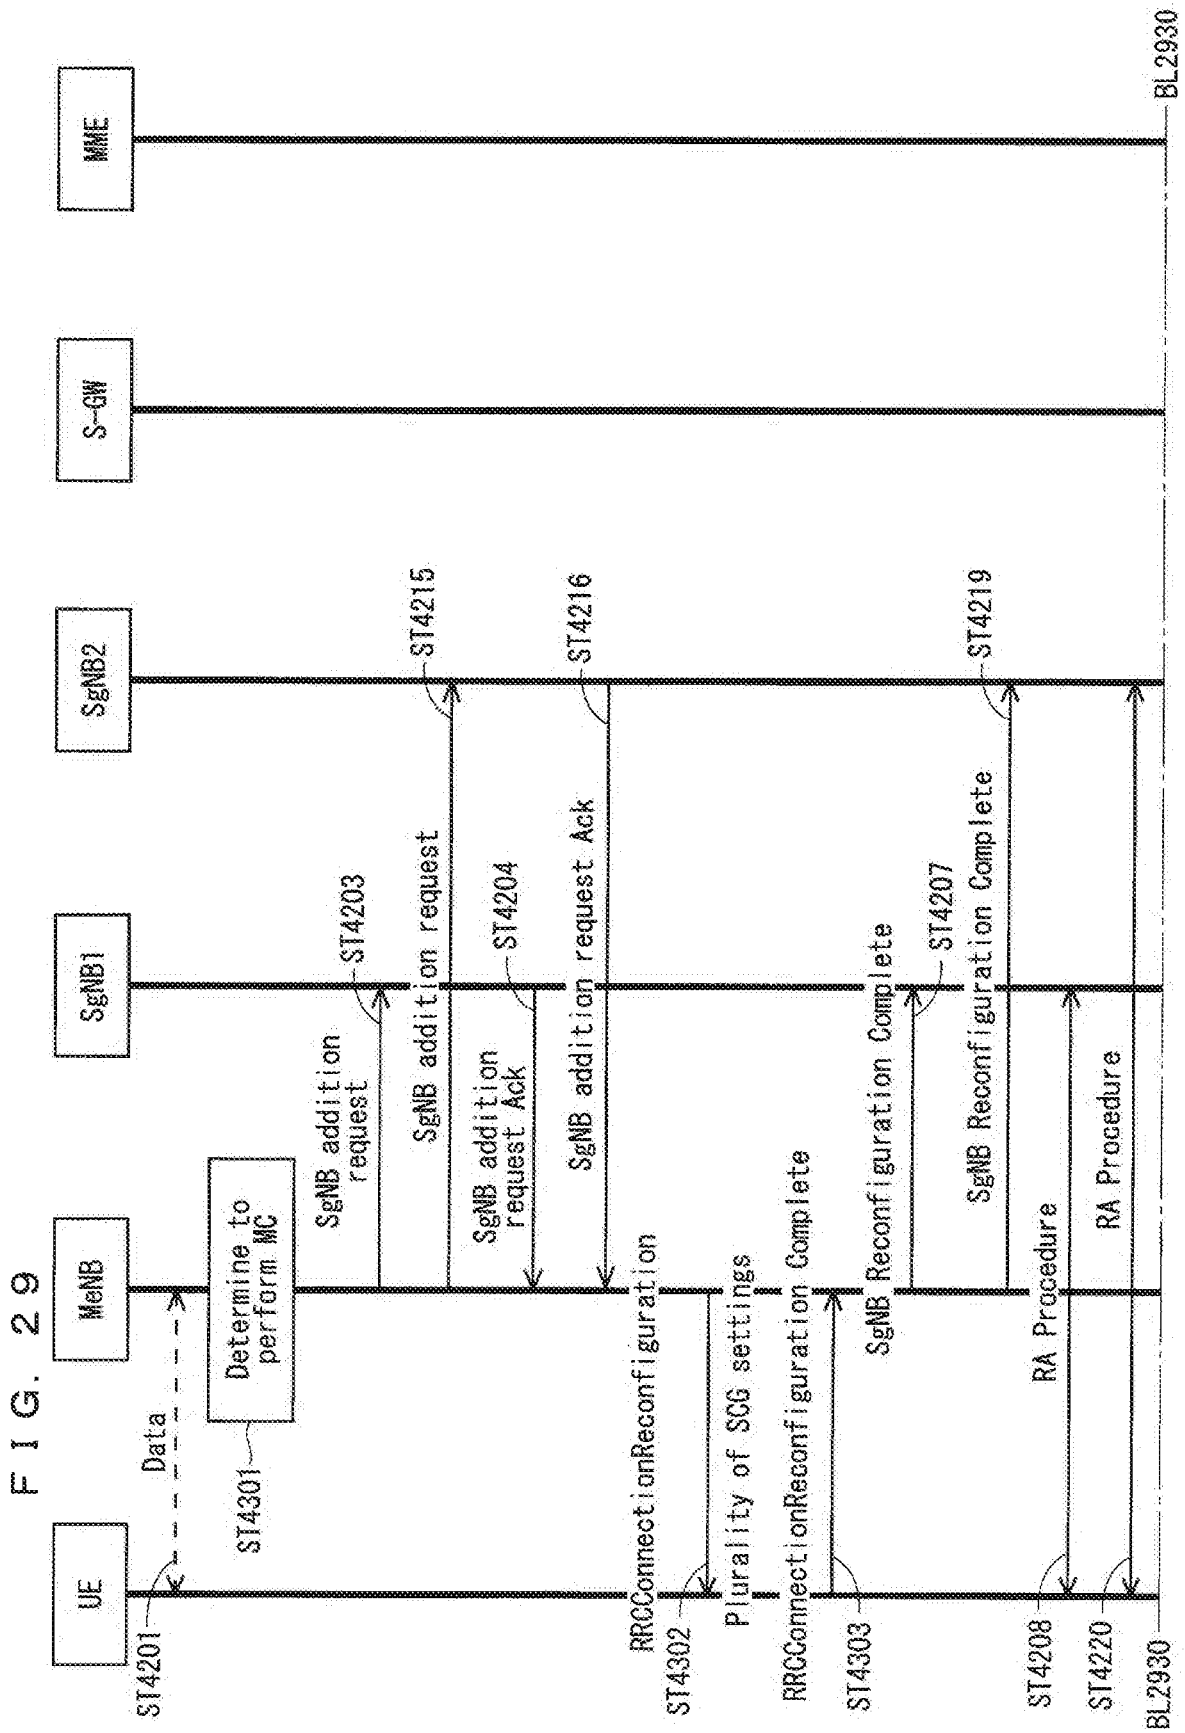 FIG. 29
UE
MeNB
SgNB1
SgNB2
S-GW
MME
ST4201
Data
ST4301
Determine to
perform MC
SgNB addition
request
ST4203
SgNB addition request
ST4215
SgNB addition
request Ack
ST4204
SgNB addition request Ack
ST4216
RRCConnectionReconfiguration
ST4302
Plurality of SCG settings
RRCConnectionReconfiguration Complete
ST4303
SgNB Reconfiguration Complete
ST4207
SgNB Reconfiguration Complete
ST4219
RA Procedure
ST4208
RA Procedure
ST4220
BL2930
BL2930